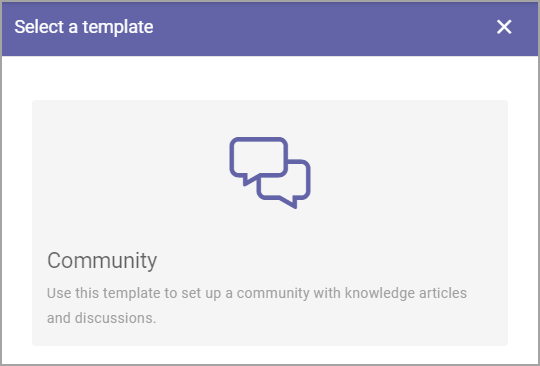 Select a template
Community
Use this template to set up a community with knowledge articles
and discussions.